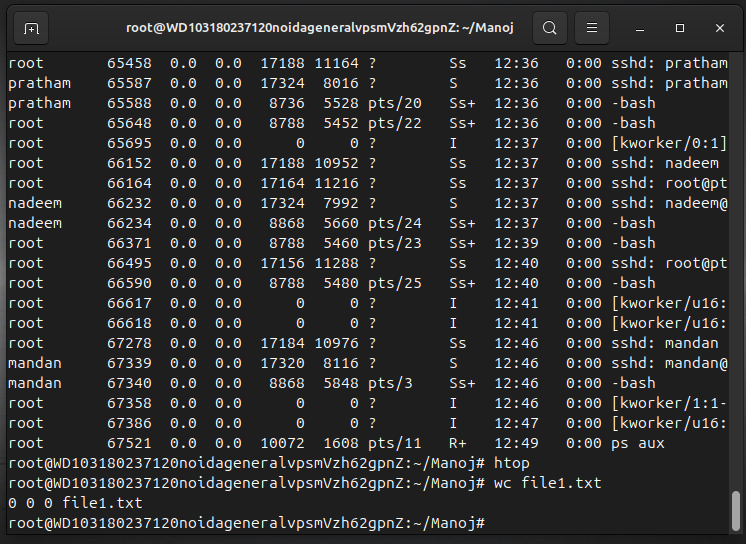 root@WD103180237120noidageneralvpsmVzh62gpnZ: ~/Manoj
root 65458 0.0 0.0 17188 11164 ? Ss 12:36 0:00 sshd: pratham
pratham 65587 0.0 0.0 17324 8016 ? S 12:36 0:00 sshd: pratham
pratham 65588 0.0 0.0 8736 5528 pts/20 Ss+ 12:36 0:00 -bash
root 65648 0.0 0.0 8788 5452 pts/22 Ss+ 12:36 0:00 -bash
root 65695 0.0 0.0 0 0 ? I 12:37 0:00 [kworker/0:1]
root 66152 0.0 0.0 17188 10952 ? Ss 12:37 0:00 sshd: nadeem
root 66164 0.0 0.0 17164 11216 ? Ss 12:37 0:00 sshd: root@pt
nadeem 66232 0.0 0.0 17324 7992 ? S 12:37 0:00 sshd: nadeem@
nadeem 66234 0.0 0.0 8868 5660 pts/24 Ss+ 12:37 0:00 -bash
root 66371 0.0 0.0 8788 5460 pts/23 Ss+ 12:39 0:00 -bash
root 66495 0.0 0.0 17156 11288 ? Ss 12:40 0:00 sshd: root@pt
root 66590 0.0 0.0 8788 5480 pts/25 Ss+ 12:40 0:00 -bash
root 66617 0.0 0.0 0 0 ? I 12:41 0:00 [kworker/u16:
root 66618 0.0 0.0 0 0 ? I 12:41 0:00 [kworker/u16:
root 67278 0.0 0.0 17184 10976 ? Ss 12:46 0:00 sshd: mandan
mandan 67339 0.0 0.0 17320 8116 ? S 12:46 0:00 sshd: mandan@
mandan 67340 0.0 0.0 8868 5848 pts/3 Ss+ 12:46 0:00 -bash
root 67358 0.0 0.0 0 0 ? I 12:46 0:00 [kworker/1:1-
root 67386 0.0 0.0 0 0 ? I 12:47 0:00 [kworker/u16:
root 67521 0.0 0.0 10072 1608 pts/11 R+ 12:49 0:00 ps aux
root@WD103180237120noidageneralvpsmVzh62gpnZ:~/Manoj# htop
root@WD103180237120noidageneralvpsmVzh62gpnZ:~/Manoj# wc file1.txt
0 0 0 file1.txt
root@WD103180237120noidageneralvpsmVzh62gpnZ:~/Manoj#